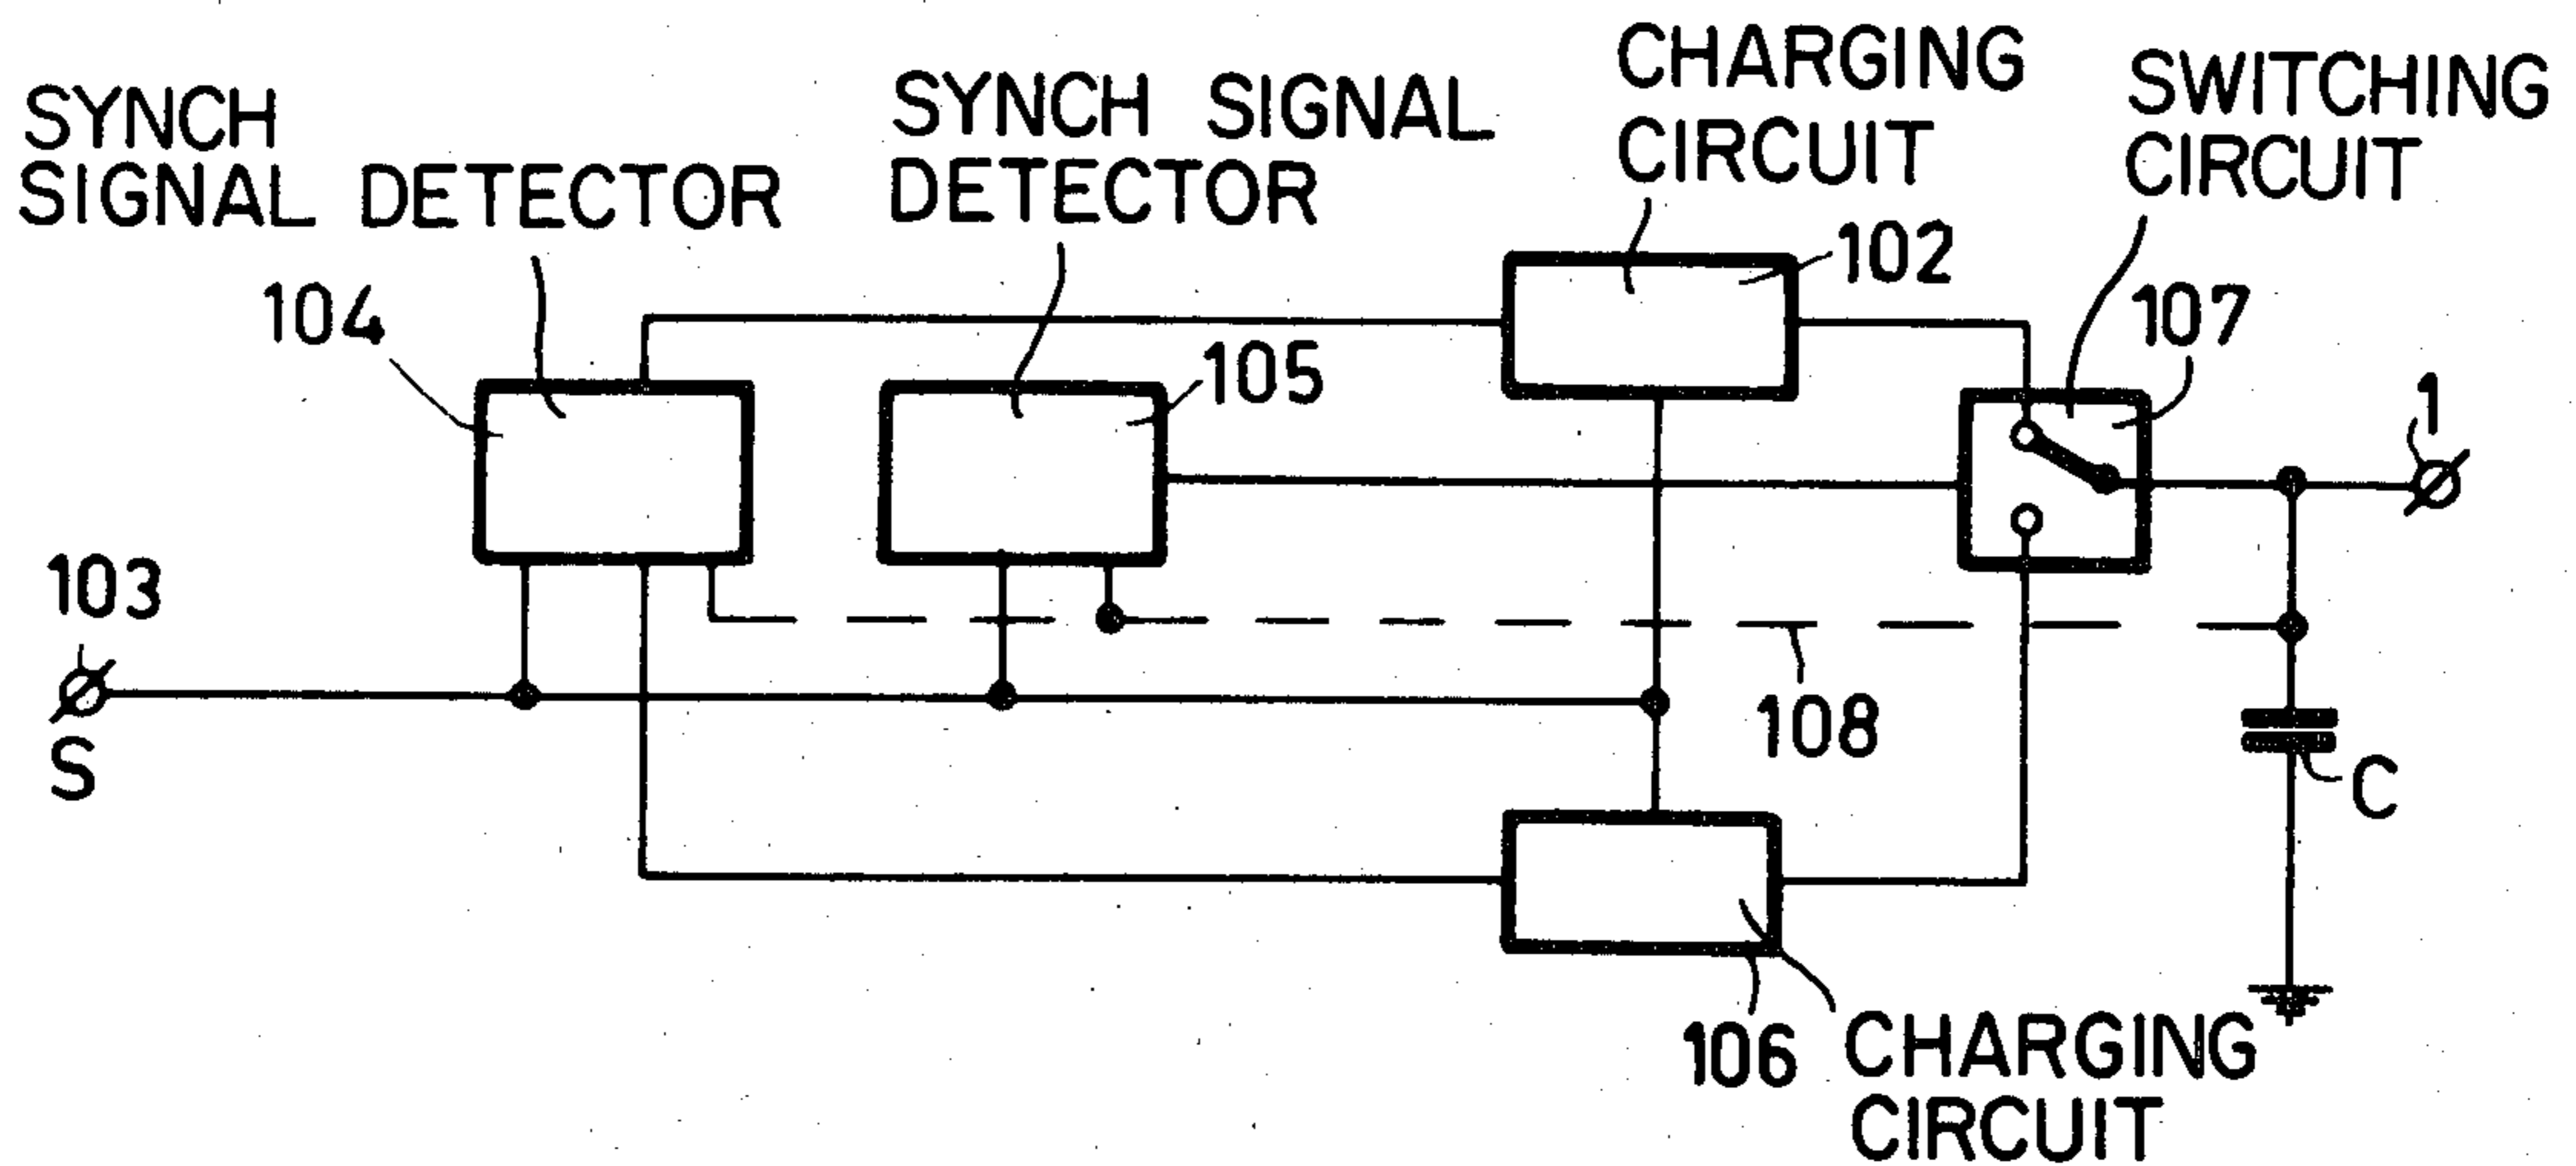 SYNCH
SIGNAL DETECTOR
SYNCH SIGNAL
DETECTOR
CHARGING
CIRCUIT
SWITCHING
CIRCUIT
102
104
107
105
1
103
S
108
C
106
CHARGING
CIRCUIT